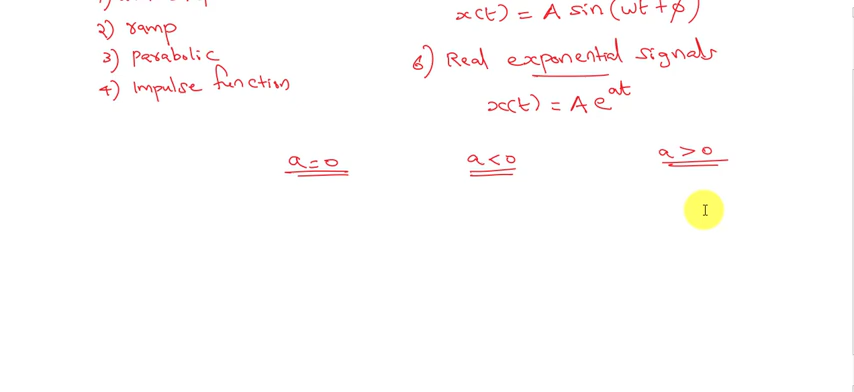 x(t) = A sin(ωt + φ)
2) ramp
3) Parabolic
4) Impulse function
6) Real exponential signals
x(t) = A e^at
a = 0
a < 0
a > 0